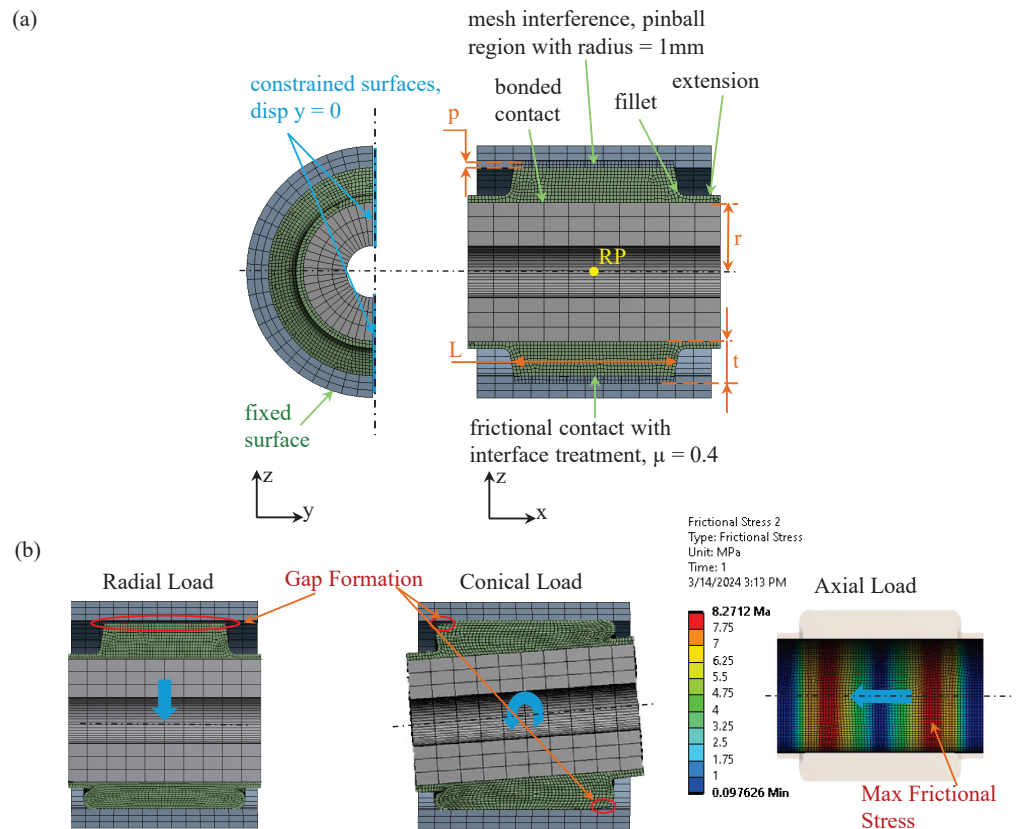 (a)
mesh interference, pinball
region with radius = 1mm
constrained surfaces,
disp y = 0
bonded
contact
fillet
extension
p
r
RP
L
t
fixed
surface
frictional contact with
interface treatment, μ = 0.4
z
y
z
x
(b)
Radial Load
Gap Formation
Conical Load
Frictional Stress 2
Type: Frictional Stress
Unit: MPa
Time: 1
3/14/2024 3:13 PM
Axial Load
8.2712 Ma
7.75
7
6.25
5.5
4.75
4
3.25
2.5
1.75
1
0.097626 Min
Max Frictional
Stress